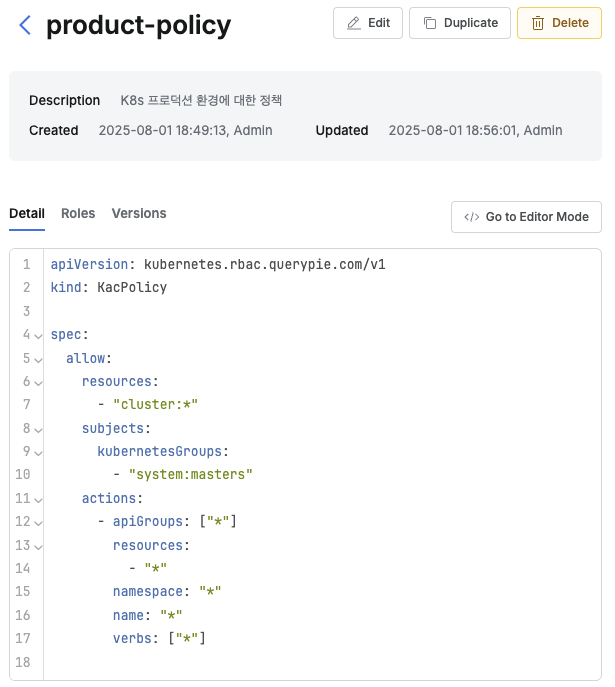 product-policy
Edit
Duplicate
Delete
Description K8s 프로덕션 환경에 대한 정책
Created 2025-08-01 18:49:13, Admin Updated 2025-08-01 18:56:01, Admin
Detail Roles Versions
</> Go to Editor Mode
1 apiVersion: kubernetes.rbac.querypie.com/v1
2 kind: KacPolicy
3
4 spec:
5   allow:
6     resources:
7       - "cluster:*"
8     subjects:
9       kubernetesGroups:
10         - "system:masters"
11     actions:
12       - apiGroups: ["*"]
13         resources:
14           - "*"
15         namespace: "*"
16         name: "*"
17         verbs: ["*"]
18